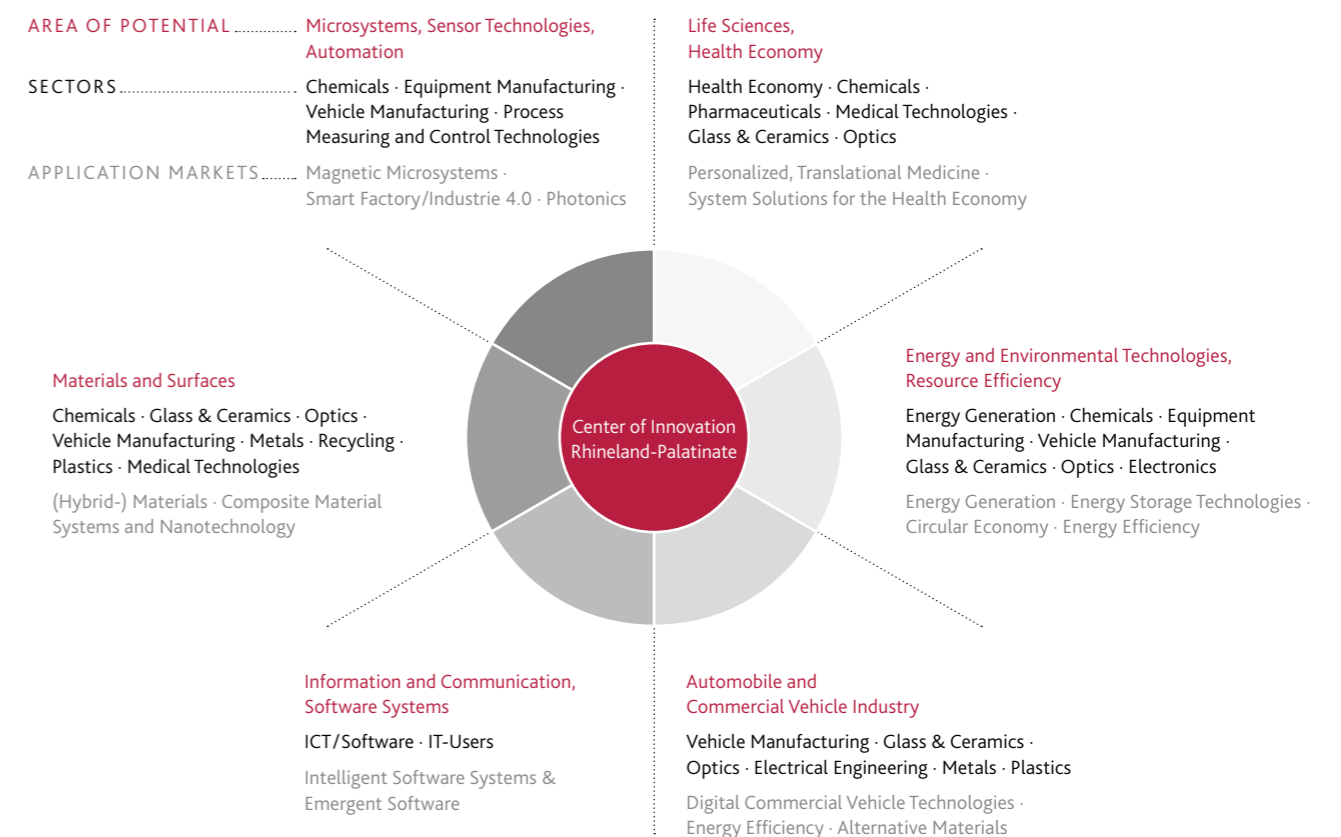 AREA OF POTENTIAL
Microsystems, Sensor Technologies,
Automation
SECTORS
Chemicals · Equipment Manufacturing ·
Vehicle Manufacturing · Process
Measuring and Control Technologies
APPLICATION MARKETS
Magnetic Microsystems ·
Smart Factory/Industrie 4.0 · Photonics
Life Sciences,
Health Economy
Health Economy · Chemicals ·
Pharmaceuticals · Medical Technologies ·
Glass & Ceramics · Optics
Personalized, Translational Medicine ·
System Solutions for the Health Economy
Materials and Surfaces
Chemicals · Glass & Ceramics · Optics ·
Vehicle Manufacturing · Metals · Recycling ·
Plastics · Medical Technologies
(Hybrid-) Materials · Composite Material
Systems and Nanotechnology
Center of Innovation
Rhineland-Palatinate
Energy and Environmental Technologies,
Resource Efficiency
Energy Generation · Chemicals · Equipment
Manufacturing · Vehicle Manufacturing ·
Glass & Ceramics · Optics · Electronics
Energy Generation · Energy Storage Technologies ·
Circular Economy · Energy Efficiency
Information and Communication,
Software Systems
ICT/Software · IT-Users
Intelligent Software Systems &
Emergent Software
Automobile and
Commercial Vehicle Industry
Vehicle Manufacturing · Glass & Ceramics ·
Optics · Electrical Engineering · Metals · Plastics
Digital Commercial Vehicle Technologies ·
Energy Efficiency · Alternative Materials